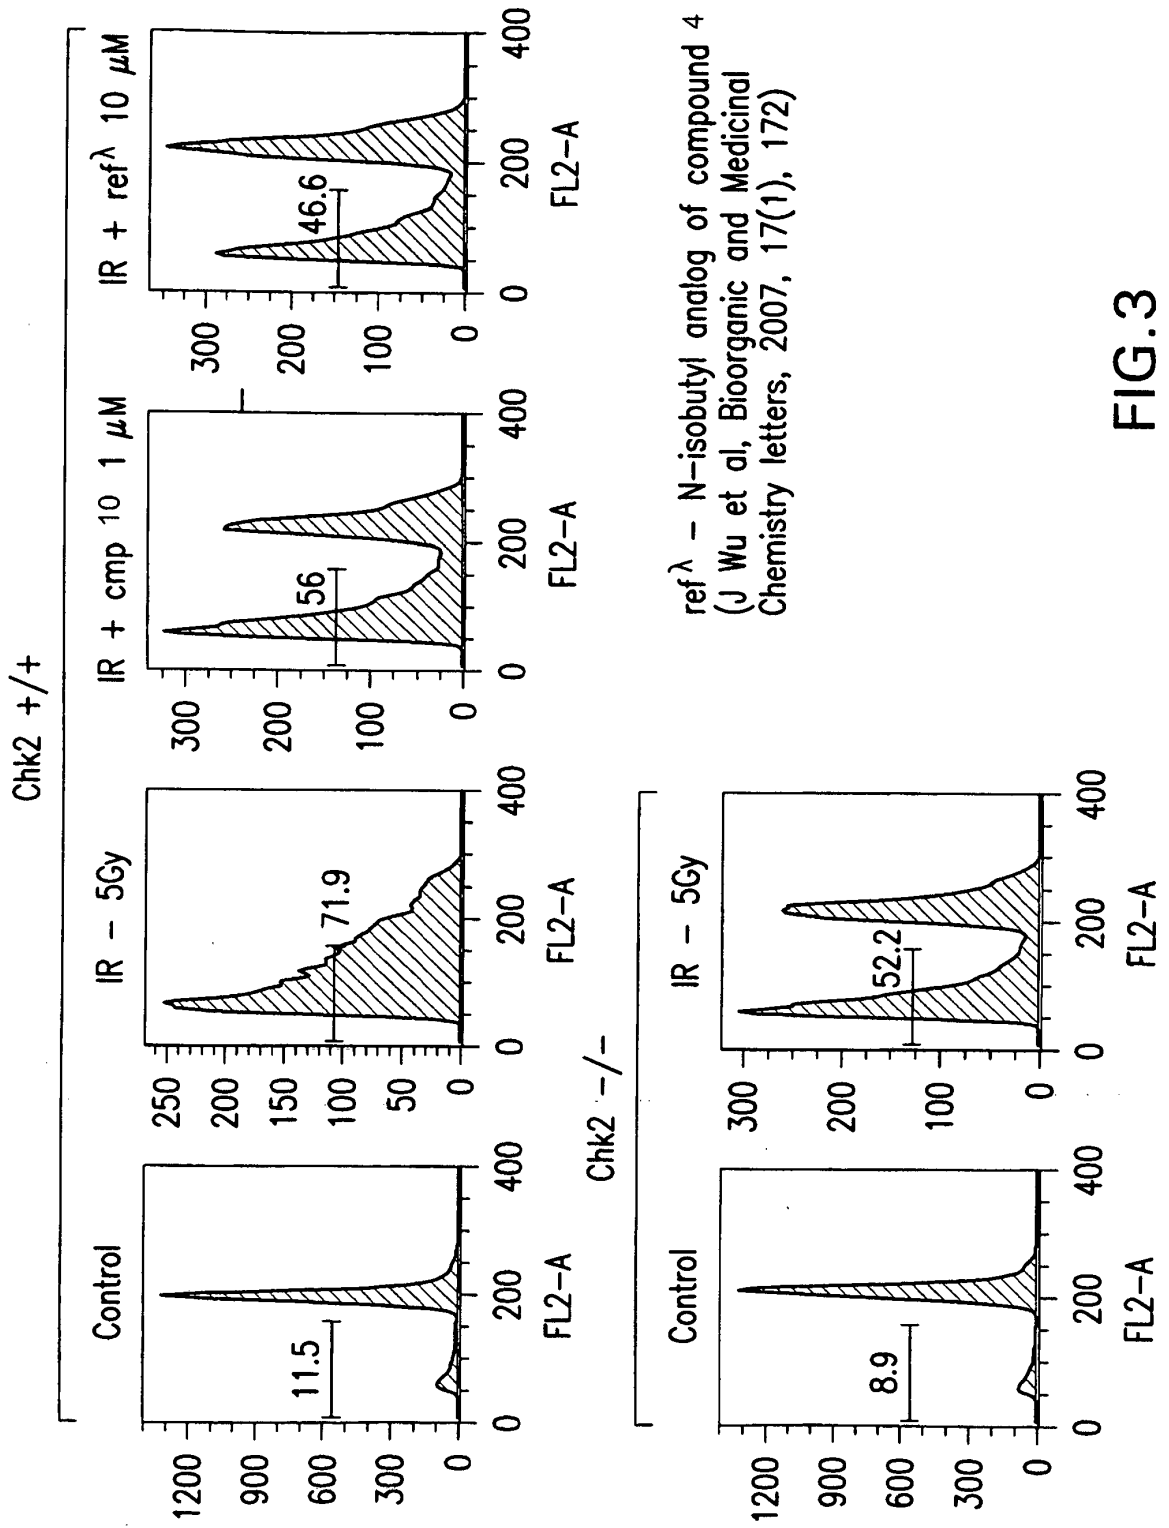 Chk2 +/+
Control
11.5
1200
900
600
300
0
0
200
400
FL2-A
IR - 5Gy
71.9
250
200
150
100
50
0
0
200
400
FL2-A
IR + cmp 10 1 μM
56
300
200
100
0
0
200
400
FL2-A
IR + ref λ 10 μM
46.6
300
200
100
0
0
200
400
FL2-A
Chk2 -/-
Control
8.9
1200
900
600
300
0
0
200
400
FL2-A
IR - 5Gy
52.2
300
200
100
0
0
200
400
FL2-A
ref λ - N-isobutyl analog of compound 4
(J Wu et al, Bioorganic and Medicinal
Chemistry letters, 2007, 17(1), 172)
FIG.3